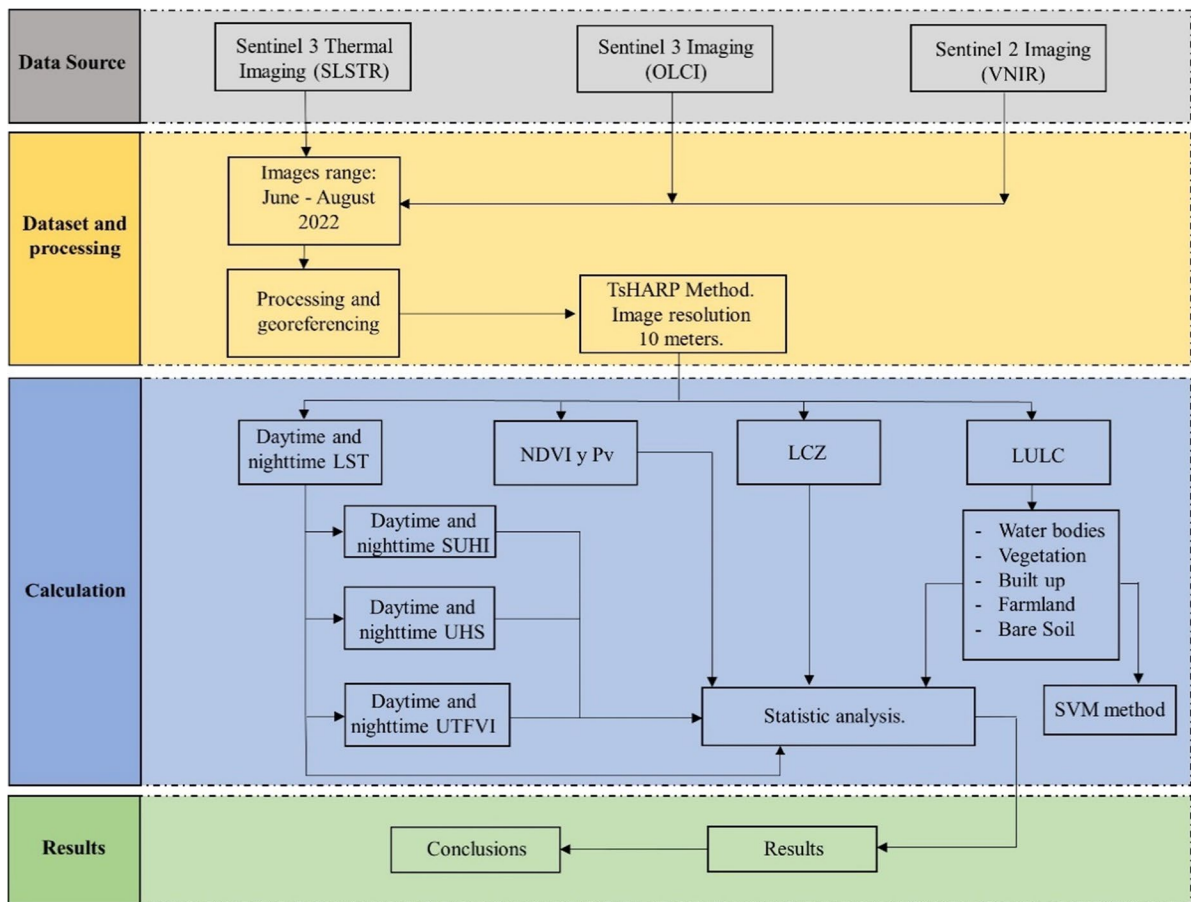 Data Source
Sentinel 3 Thermal
Imaging (SLSTR)
Sentinel 3 Imaging
(OLCI)
Sentinel 2 Imaging
(VNIR)
Dataset and
processing
Images range:
June - August
2022
Processing and
georeferencing
TsHARP Method.
Image resolution
10 meters.
Calculation
Daytime and
nighttime LST
NDVI y Pv
LCZ
LULC
Daytime and
nighttime SUHI
Daytime and
nighttime UHS
Daytime and
nighttime UTFVI
- Water bodies
- Vegetation
- Built up
- Farmland
- Bare Soil
Statistic analysis.
SVM method
Results
Conclusions
Results